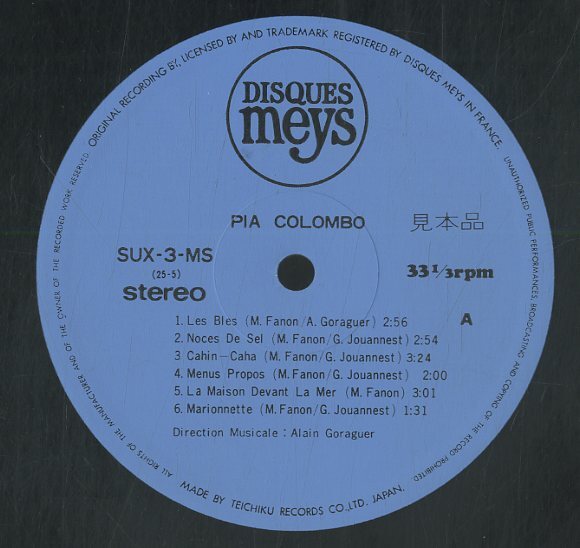 ORIGINAL RECORDING BY, LICENSED BY AND TRADEMARK REGISTERED BY DISQUES MEYS IN FRANCE.
UNAUTHORIZED PUBLIC PERFORMANCES, BROADCASTING AND COPYING OF THE RECORD PROHIBITED
ALL RIGHTS OF THE MANUFACTURER AND OF THE OWNER OF THE RECORDED WORK RESERVED.
DISQUES
meys
PIA COLOMBO
見本品
SUX-3-MS
(25-5)
stereo
33 1/3rpm
A
1. Les Bles (M. Fanon/A. Goraguer) 2:56
2. Noces De Sel (M. Fanon/G. Jouannest) 2:54
3 Cahin-Caha (M. Fanon/G. Jouannest) 3:24
4. Menus Propos (M. Fanon/G. Jouannest) 2:00
5. La Maison Devant La Mer (M. Fanon) 3:01
6. Marionnette (M. Fanon/G. Jouannest) 1:31
Direction Musicale : Alain Goraguer
MADE BY TEICHIKU RECORDS CO.,LTD. JAPAN.